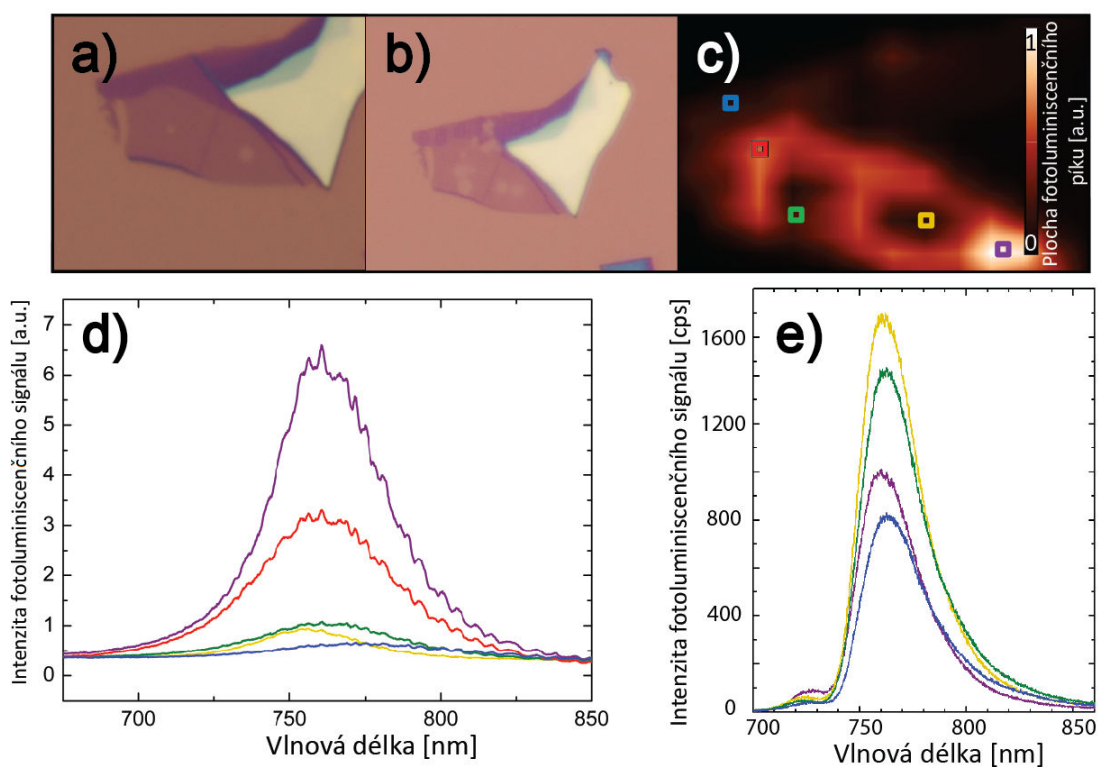 a)
b)
c)
1
0
Plocha fotoluminiscenčního
píku [a.u.]
d)
Intenzita fotoluminiscenčního signálu [a.u.]
7
6
5
4
3
2
1
0
700
750
800
850
Vlnová délka [nm]
e)
Intenzita fotoluminiscenčního signálu [cps]
1600
1200
800
400
0
700
750
800
850
Vlnová délka [nm]